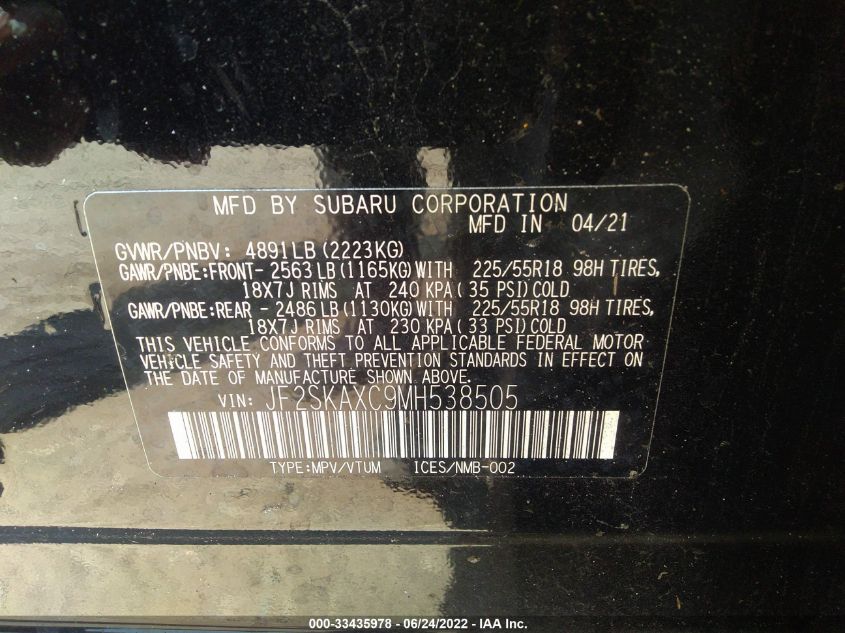 MFD BY SUBARU CORPORATION
MFD IN 04/21
GVWR/PNBV: 4891LB (2223KG)
GAWR/PNBE:FRONT- 2563 LB (1165KG) WITH 225/55R18 98H TIRES,
18X7J RIMS AT 240 KPA ( 35 PSI) COLD
GAWR/PNBE:REAR - 2486 LB (1130KG) WITH 225/55R18 98H TIRES,
18X7J RIMS AT 230 KPA ( 33 PSI) COLD
THIS VEHICLE CONFORMS TO ALL APPLICABLE FEDERAL MOTOR
VEHICLE SAFETY AND THEFT PREVENTION STANDARDS IN EFFECT ON
THE DATE OF MANUFACTURE SHOWN ABOVE.
VIN: JF2SKAXC9MH538505
TYPE:MPV/VTUM ICES/NMB-002
000-33435978 - 06/24/2022 - IAA Inc.